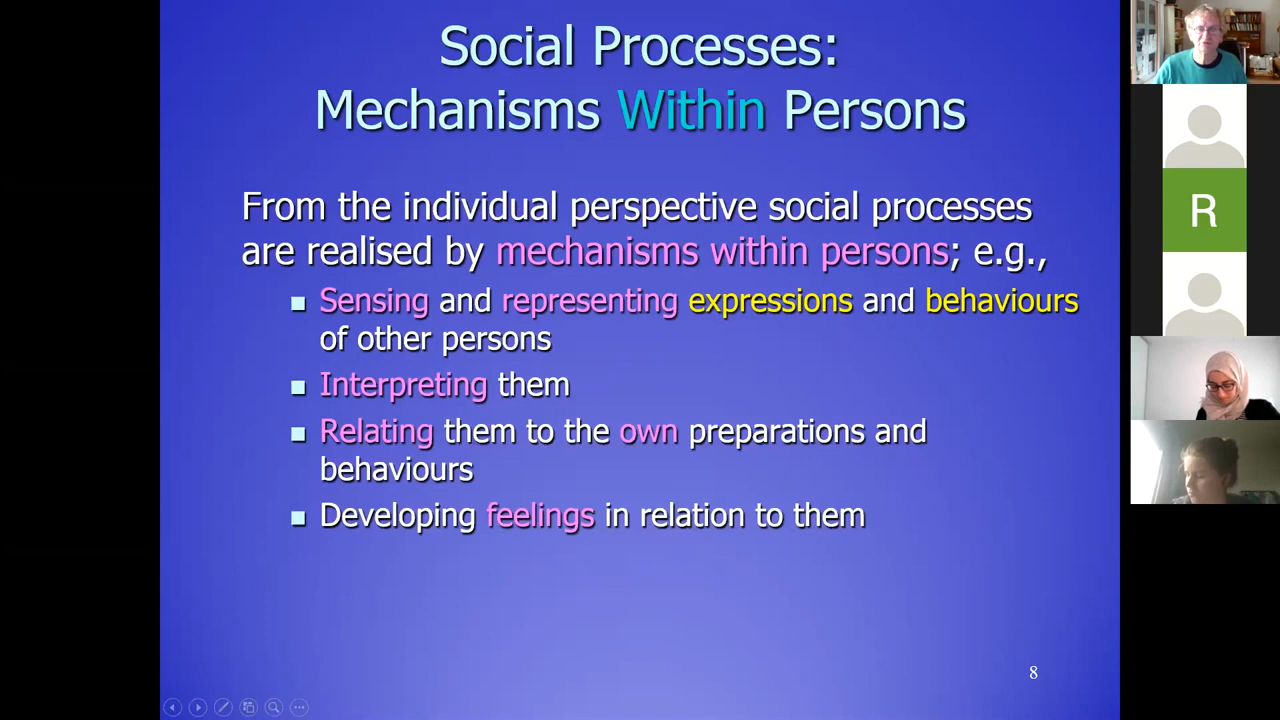 Social Processes:
Mechanisms Within Persons
From the individual perspective social processes
are realised by mechanisms within persons; e.g.,
Sensing and representing expressions and behaviours
of other persons
Interpreting them
Relating them to the own preparations and
behaviours
Developing feelings in relation to them
8
R